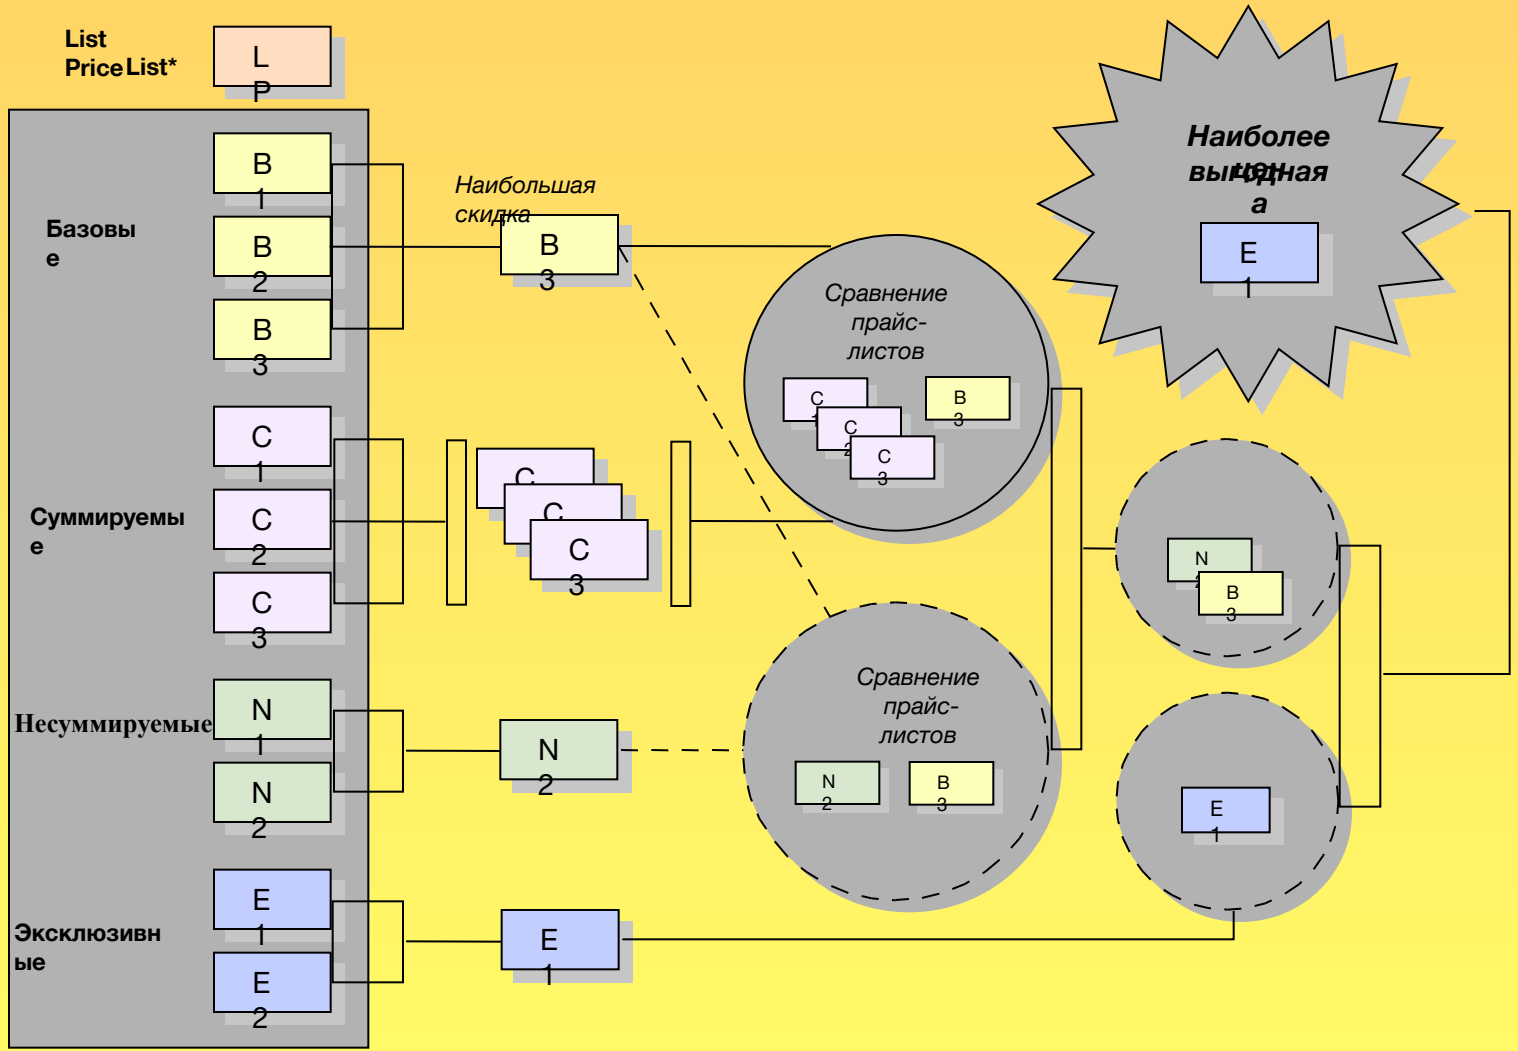 List
Price List*
L
P
Базовы
е
B
1
B
2
B
3
Наибольшая
скидка
B
3
Суммируемы
е
C
1
C
2
C
3
C
C
C
3
Несуммируемые
N
1
N
2
N
2
Эксклюзивн
ые
E
1
E
2
E
1
Сравнение
прайс-
листов
C
1
C
2
C
3
B
3
Сравнение
прайс-
листов
N
2
B
3
N
2
B
3
E
1
Наиболее
выгодная
цен
а
E
1